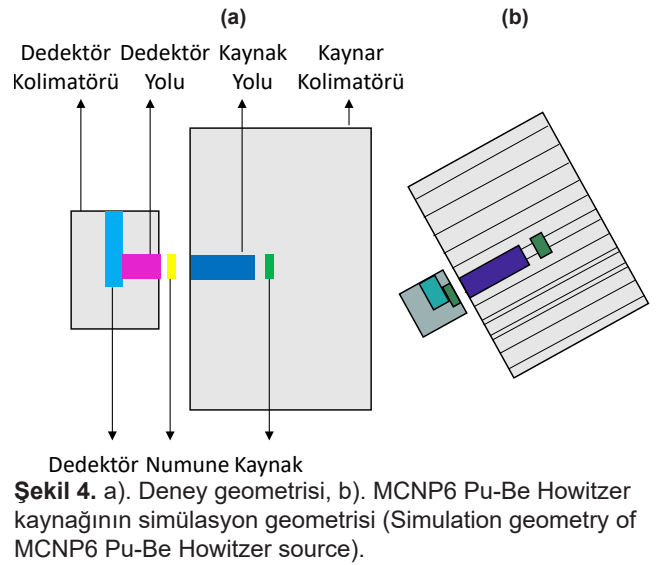 (a) (b)
Dedektör Dedektör Kaynak Kaynar
Kolimatörü Yolu Yolu Kolimatörü
Dedektör Numune Kaynak
Şekil 4. a). Deney geometrisi, b). MCNP6 Pu-Be Howitzer
kaynağının simülasyon geometrisi (Simulation geometry of
MCNP6 Pu-Be Howitzer source).